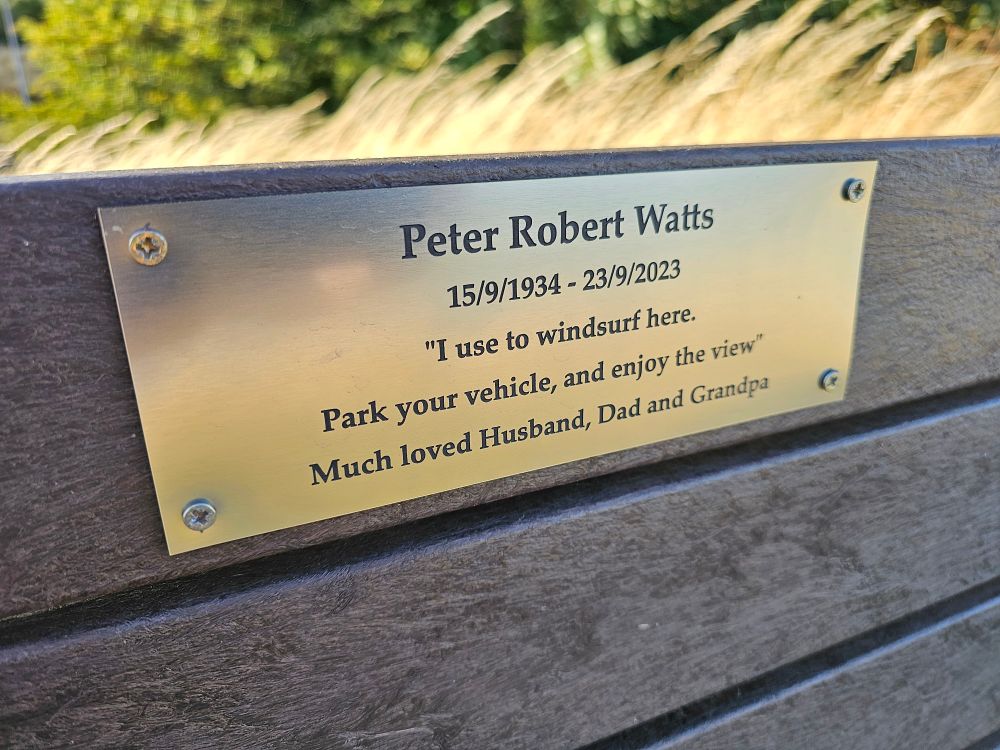 Peter Robert Watts
15/9/1934 - 23/9/2023
"I use to windsurf here.
Park your vehicle, and enjoy the view"
Much loved Husband, Dad and Grandpa